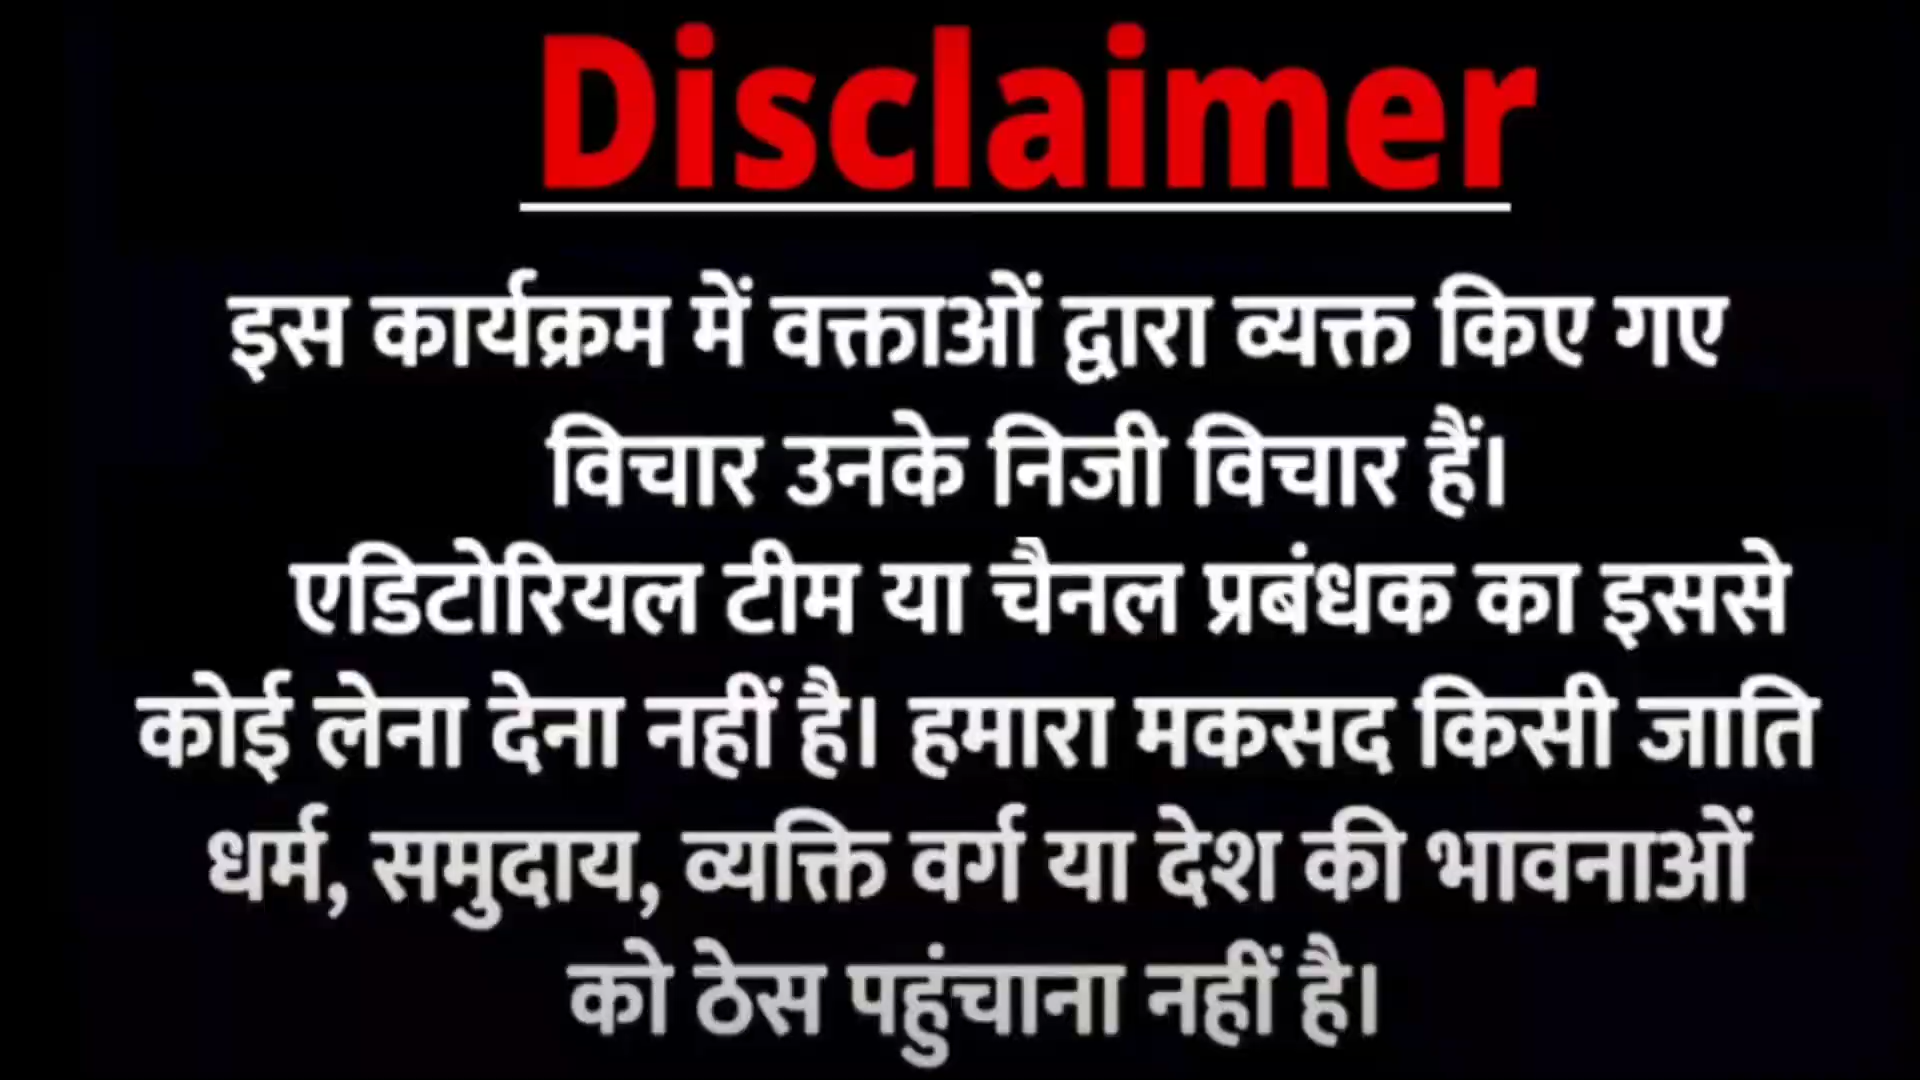 Disclaimer
इस कार्यक्रम में वक्ताओं द्वारा व्यक्त किए गए
विचार उनके निजी विचार हैं।
एडिटोरियल टीम या चैनल प्रबंधक का इससे
कोई लेना देना नहीं है। हमारा मकसद किसी जाति
धर्म, समुदाय, व्यक्ति वर्ग या देश की भावनाओं
को ठेस पहुंचाना नहीं है।